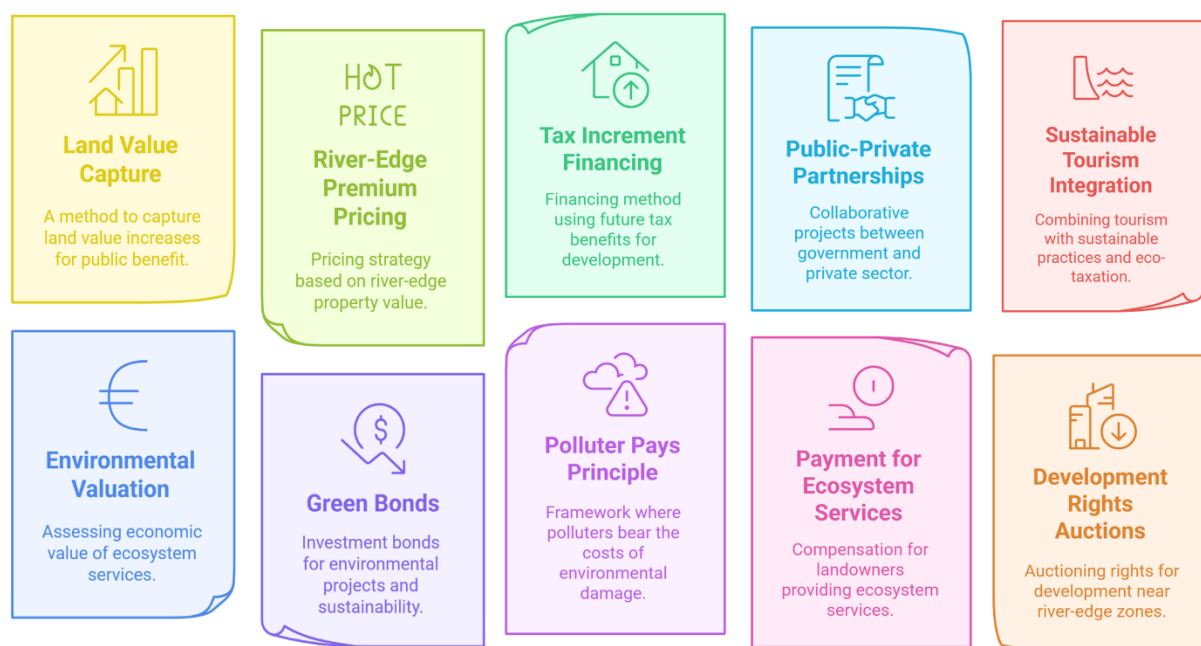 Land Value
Capture
A method to capture
land value increases
for public benefit.
HOT
PRICE
River-Edge
Premium
Pricing
Pricing strategy
based on river-edge
property value.
Tax Increment
Financing
Financing method
using future tax
benefits for
development.
Public-Private
Partnerships
Collaborative
projects between
government and
private sector.
Sustainable
Tourism
Integration
Combining tourism
with sustainable
practices and eco-
taxation.
€
Environmental
Valuation
Assessing economic
value of ecosystem
services.
$
Green Bonds
Investment bonds
for environmental
projects and
sustainability.
!
Polluter Pays
Principle
Framework where
polluters bear the
costs of
environmental
damage.
Payment for
Ecosystem
Services
Compensation for
landowners
providing ecosystem
services.
Development
Rights
Auctions
Auctioning rights for
development near
river-edge zones.